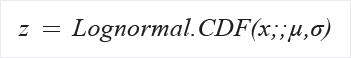 z = Lognormal.CDF(x;;μ,σ)